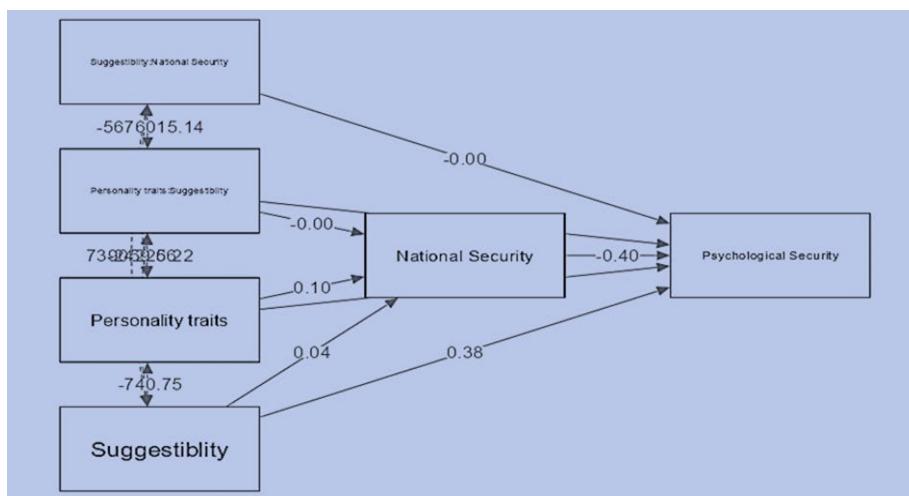 Suggestiblity:National Security
-5676015.14
-0.00
Personality traits:Suggestiblity
-0.00
National Security
-0.40
Psychological Security
Personality traits
0.10
0.04
0.38
-740.75
Suggestiblity